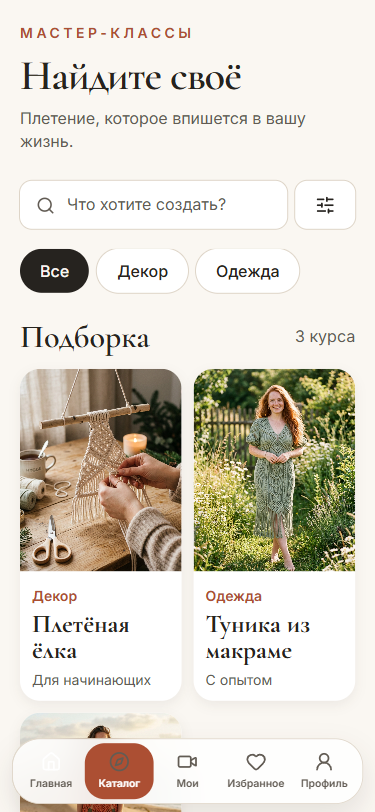 МАСТЕР-КЛАССЫ
Найдите своё
Плетение, которое впишется в вашу
жизнь.
Что хотите создать?
Все
Декор
Одежда
Подборка
3 курса
Декор
Плетёная
ёлка
Для начинающих
Одежда
Туника из
макраме
С опытом
Главная
Каталог
Мои
Избранное
Профиль